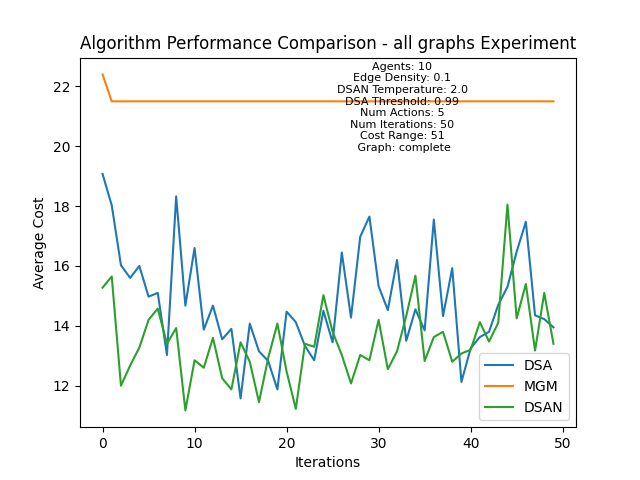 Algorithm Performance Comparison - all graphs Experiment
Agents: 10
Edge Density: 0.1
DSAN Temperature: 2.0
DSA Threshold: 0.99
Num Actions: 5
Num Iterations: 50
Cost Range: 51
Graph: complete
Average Cost
22
20
18
16
14
12
0
10
20
30
40
50
Iterations
DSA
MGM
DSAN